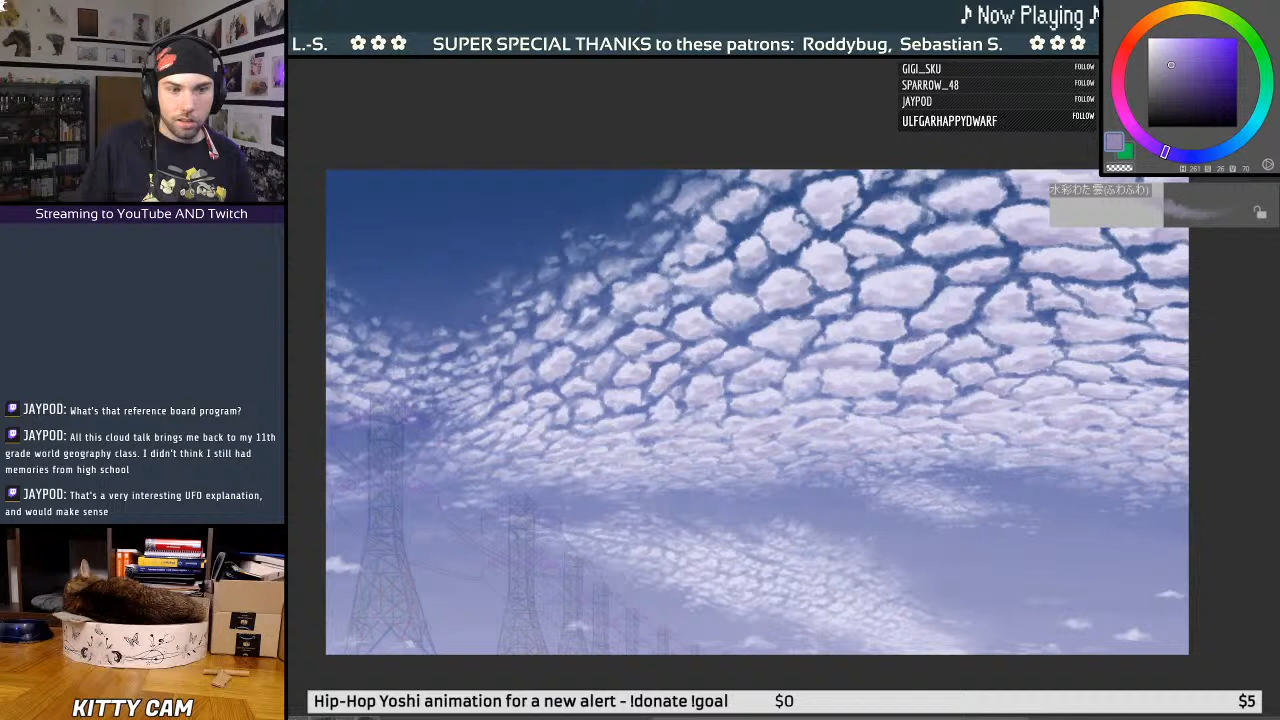 ♪ Now Playing ♪
L.-S. ✿ ✿ ✿ SUPER SPECIAL THANKS to these patrons: Roddybug, Sebastian S. ✿ ✿ ✿
GIGI_SKU FOLLOW
SPARROW_48 FOLLOW
JAYPOD FOLLOW
ULFGARHAPPYDWARF FOLLOW
H 261 S 26 V 70
水彩わた雲(ふわふわ)
Streaming to YouTube AND Twitch
JAYPOD: What's that reference board program?
JAYPOD: All this cloud talk brings me back to my 11th
grade world geography class. I didn't think I still had
memories from high school
JAYPOD: That's a very interesting UFO explanation,
and would make sense
KITTY CAM
Hip-Hop Yoshi animation for a new alert - !donate !goal $0 $5